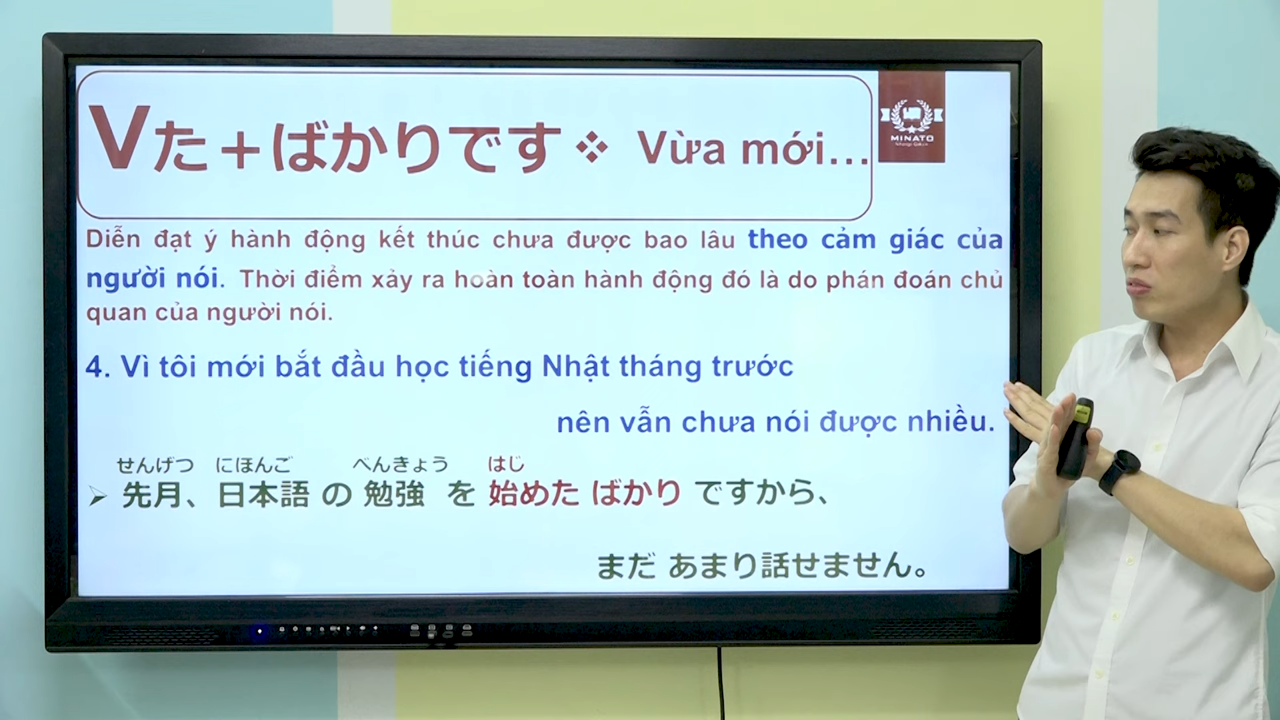 Vた＋ばかりです ❖ Vừa mới…
MINATO
Diễn đạt ý hành động kết thúc chưa được bao lâu theo cảm giác của
người nói. Thời điểm xảy ra hoàn toàn hành động đó là do phán đoán chủ
quan của người nói.
4. Vì tôi mới bắt đầu học tiếng Nhật tháng trước
nên vẫn chưa nói được nhiều.
せんげつ にほんご べんきょう はじ
➢ 先月、日本語 の 勉強 を 始めた ばかり ですから、
まだ あまり話せません。